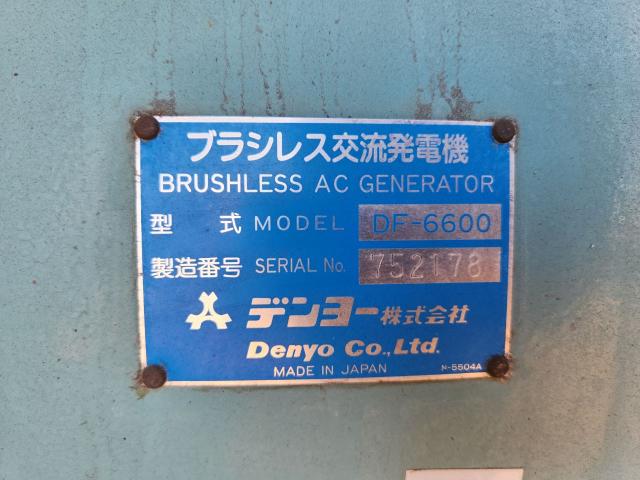 ブラシレス交流発電機
BRUSHLESS AC GENERATOR
型 式 MODEL DF-6600
製造番号 SERIAL No. 752178
デンヨー株式会社
Denyo Co.,Ltd.
MADE IN JAPAN N-5504A